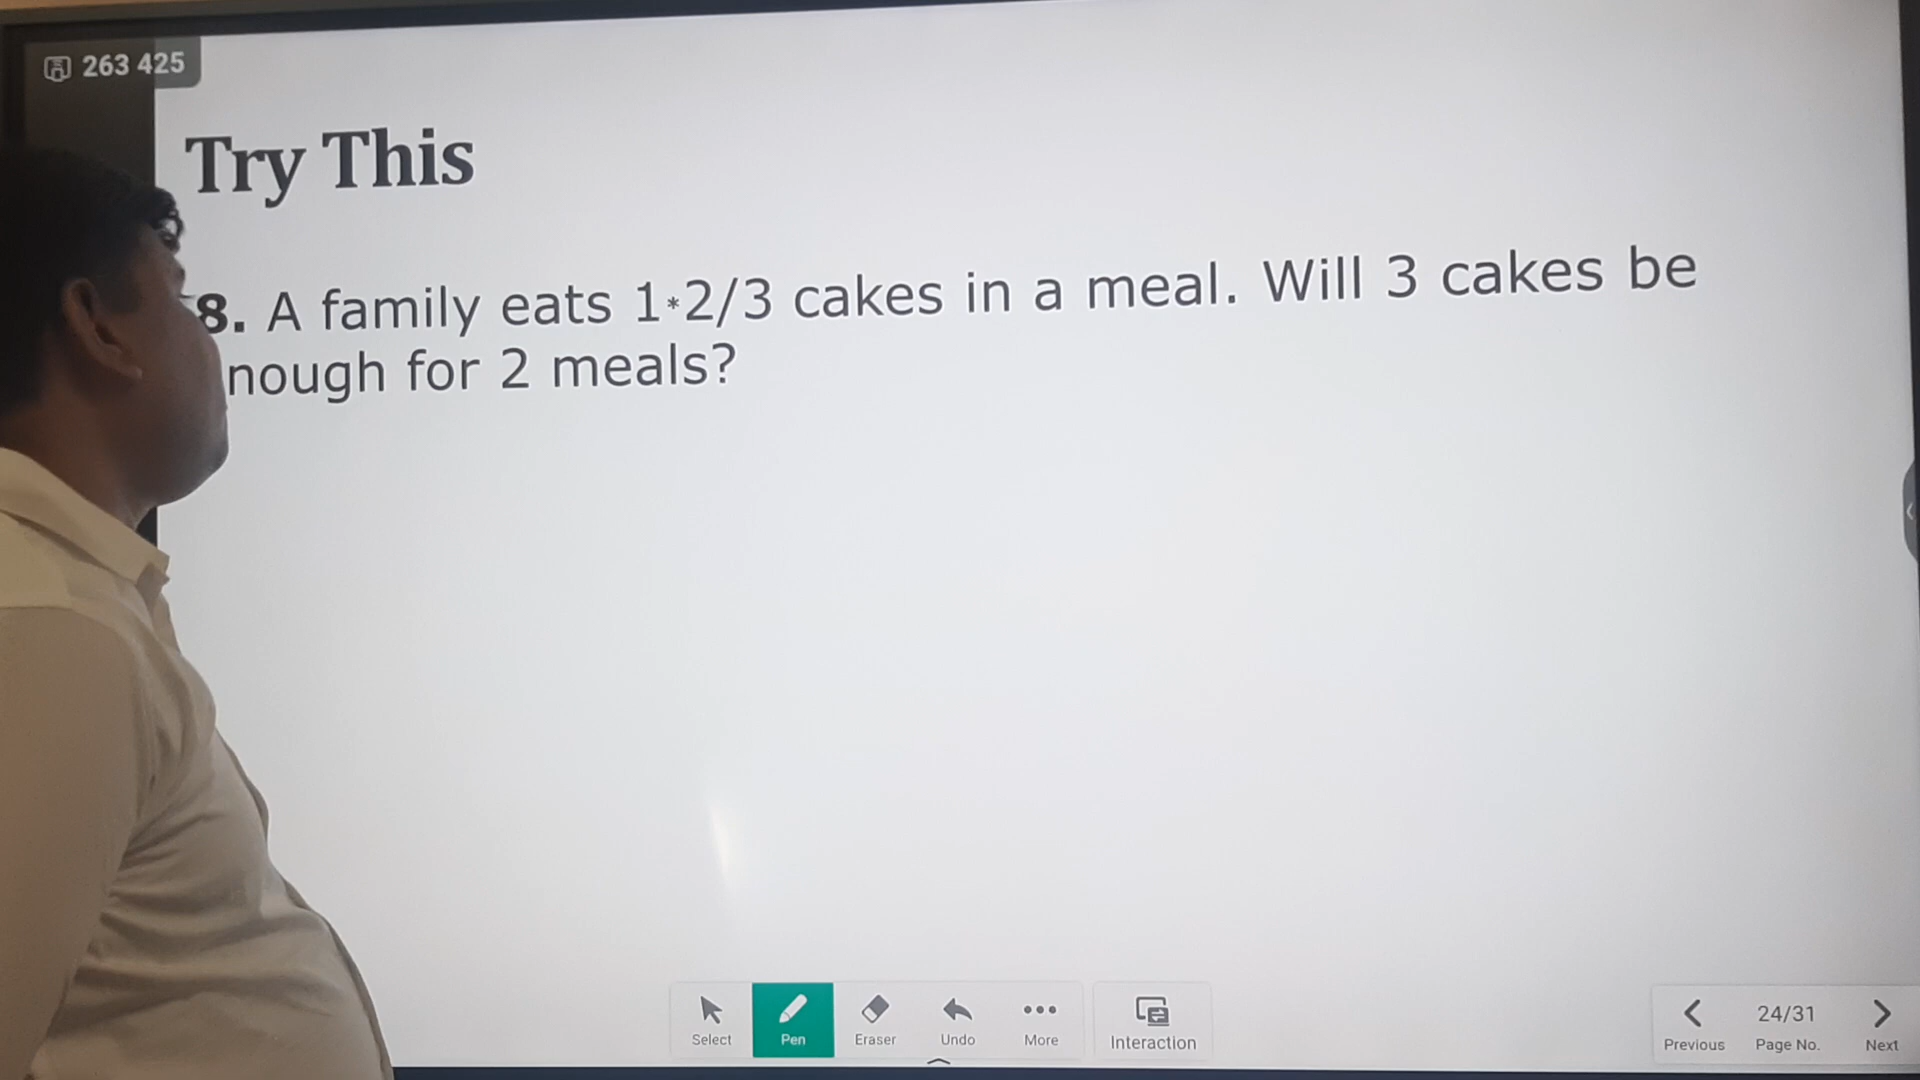 263 425
Try This
8. A family eats 1*2/3 cakes in a meal. Will 3 cakes be
nough for 2 meals?
Select
Pen
Eraser
Undo
More
Interaction
Previous
24/31
Page No.
Next